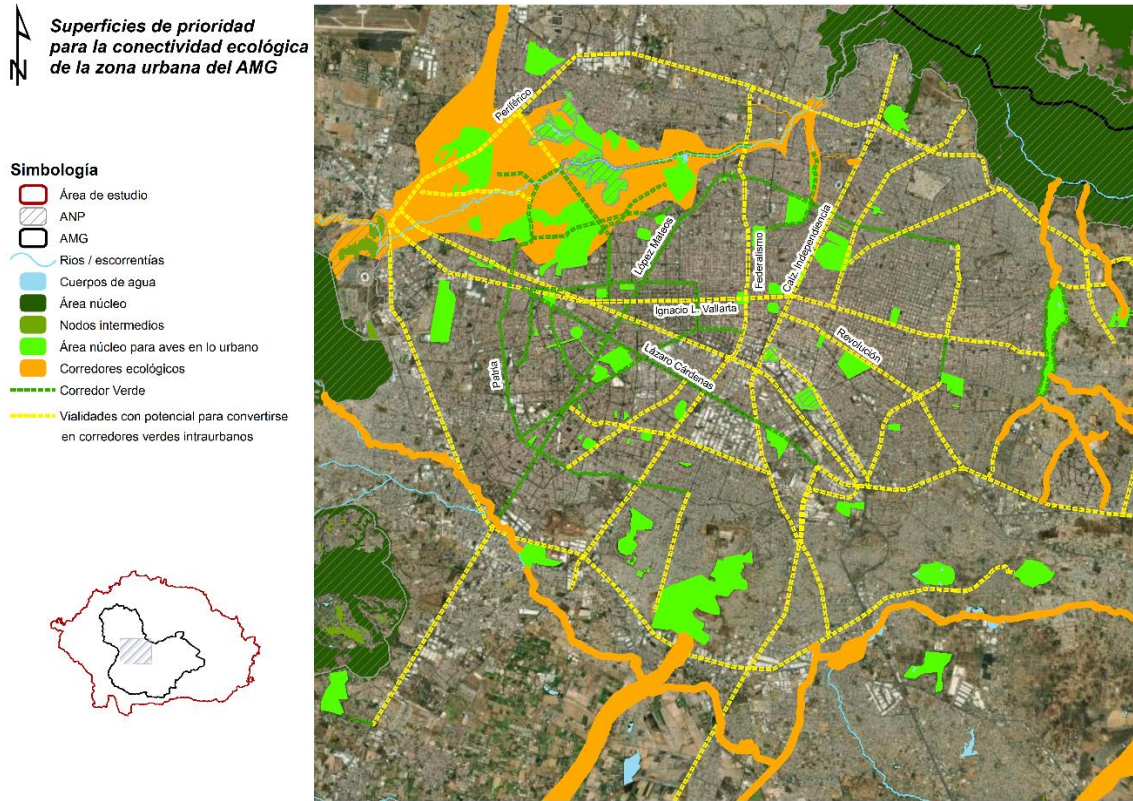 Superficies de prioridad
para la conectividad ecológica
de la zona urbana del AMG
N
Simbología
Área de estudio
ANP
AMG
Rios / escorrentías
Cuerpos de agua
Área núcleo
Nodos intermedios
Área núcleo para aves en lo urbano
Corredores ecológicos
Corredor Verde
Vialidades con potencial para convertirse
en corredores verdes intraurbanos
Periférico
López Mateos
Federalismo
Calz. Independencia
Ignacio L. Vallarta
Revolución
Lázaro Cárdenas
Patria